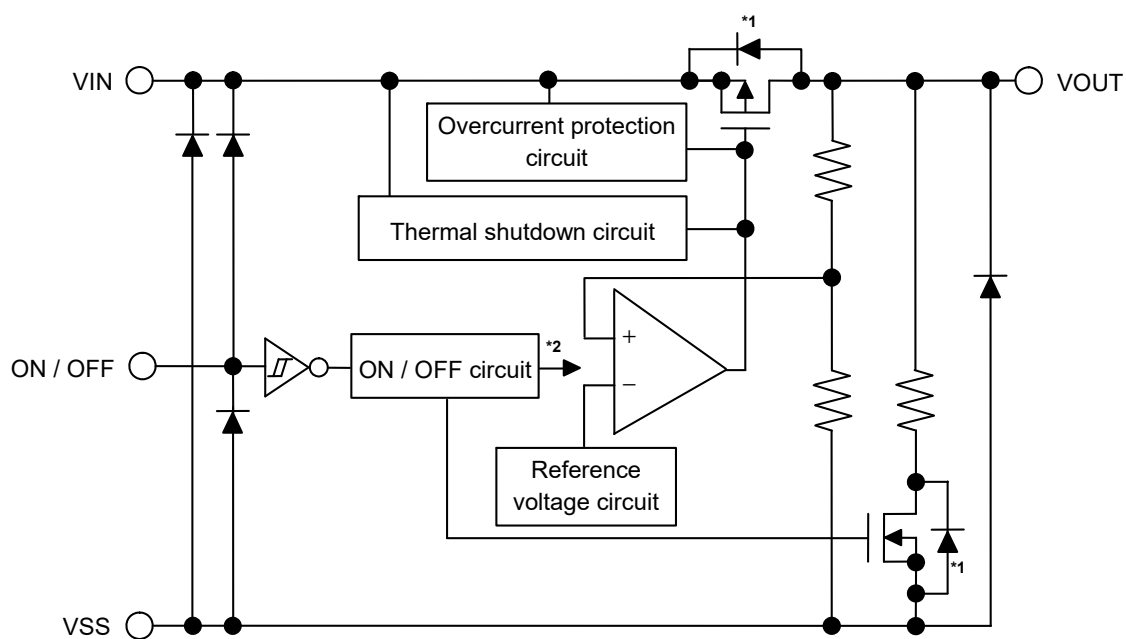 *1
VIN
VOUT
Overcurrent protection
circuit
Thermal shutdown circuit
ON / OFF
ON / OFF circuit
*2
+
−
Reference
voltage circuit
*1
VSS